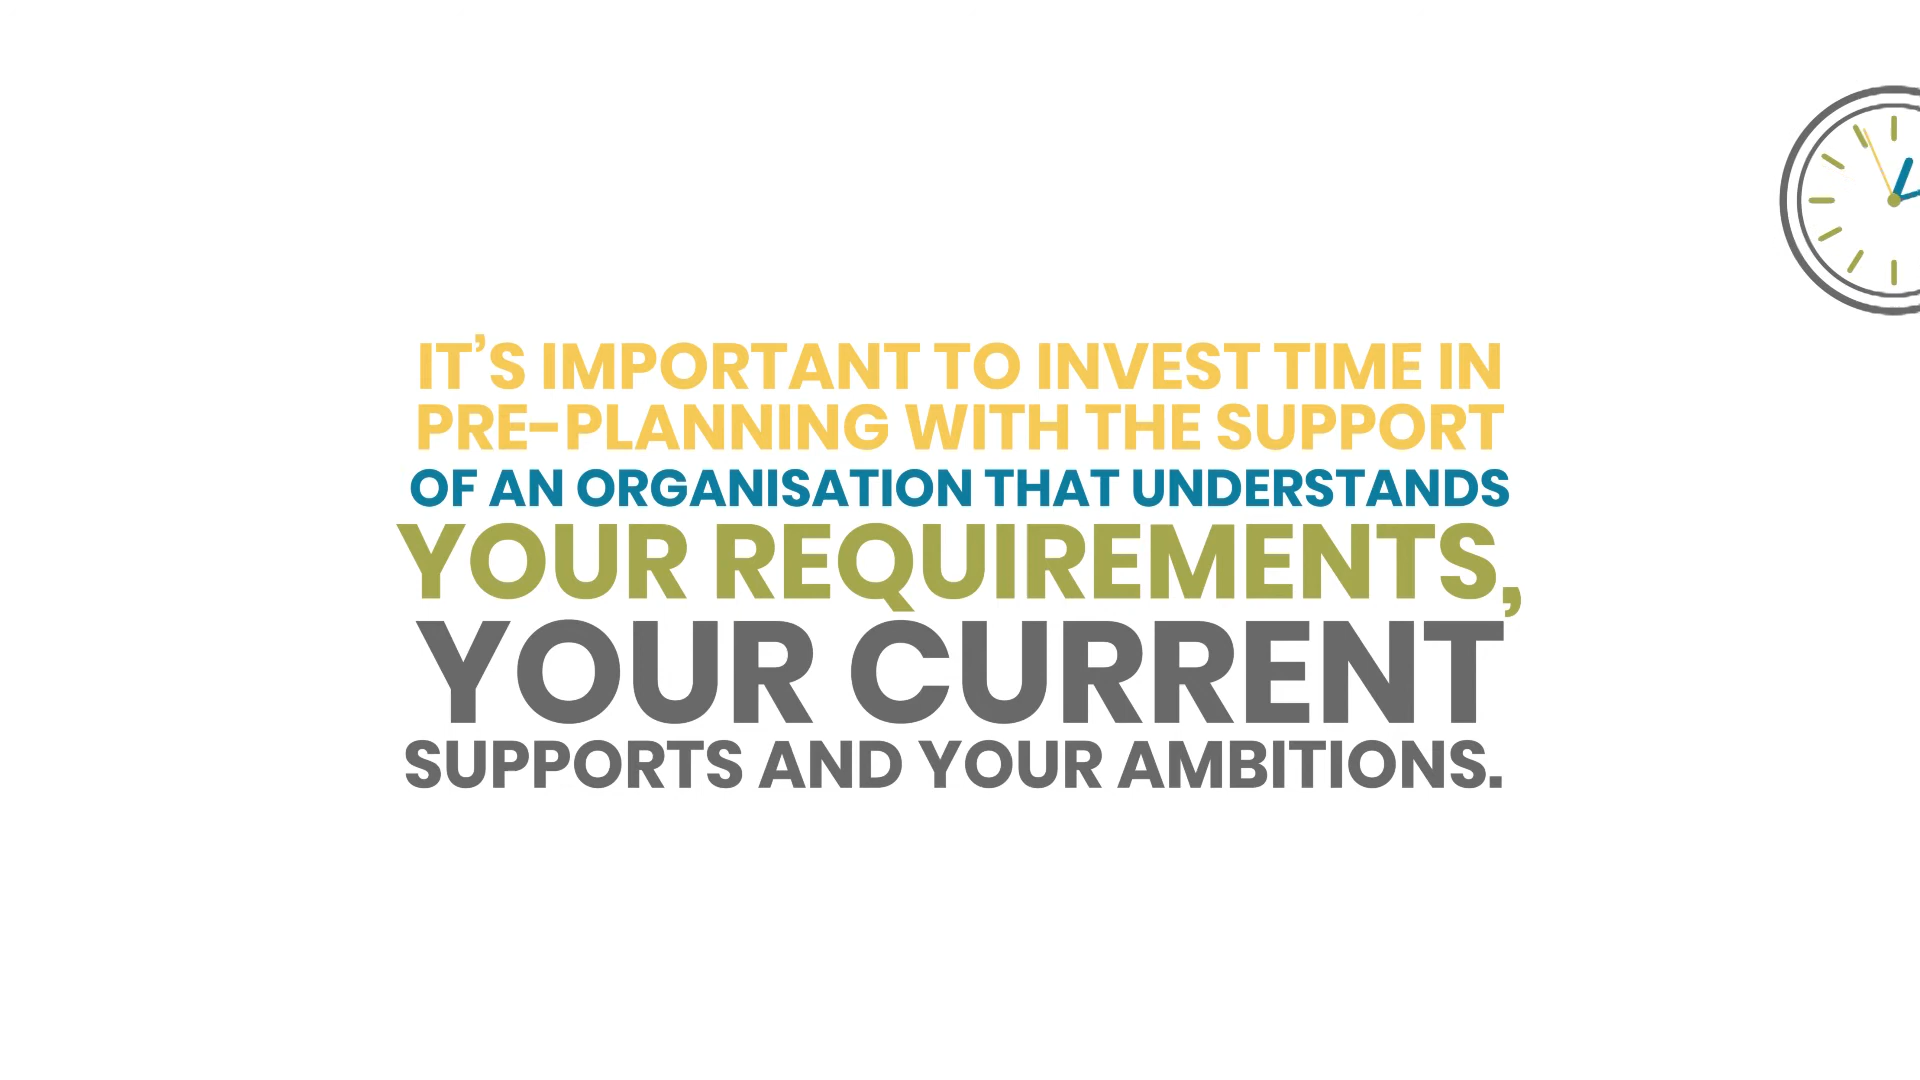 IT’S IMPORTANT TO INVEST TIME IN
PRE-PLANNING WITH THE SUPPORT
OF AN ORGANISATION THAT UNDERSTANDS
YOUR REQUIREMENTS,
YOUR CURRENT
SUPPORTS AND YOUR AMBITIONS.